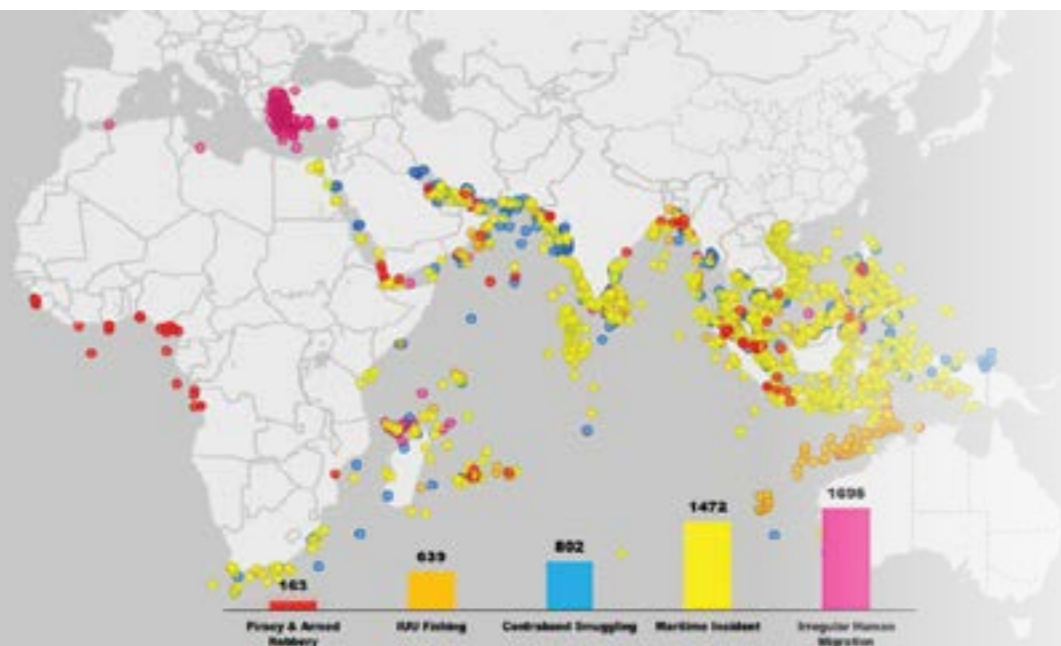 1696
1472
802
639
163
Piracy & Armed
Robbery
IUU Fishing
Contraband Smuggling
Maritime Incident
Irregular Human
Migration